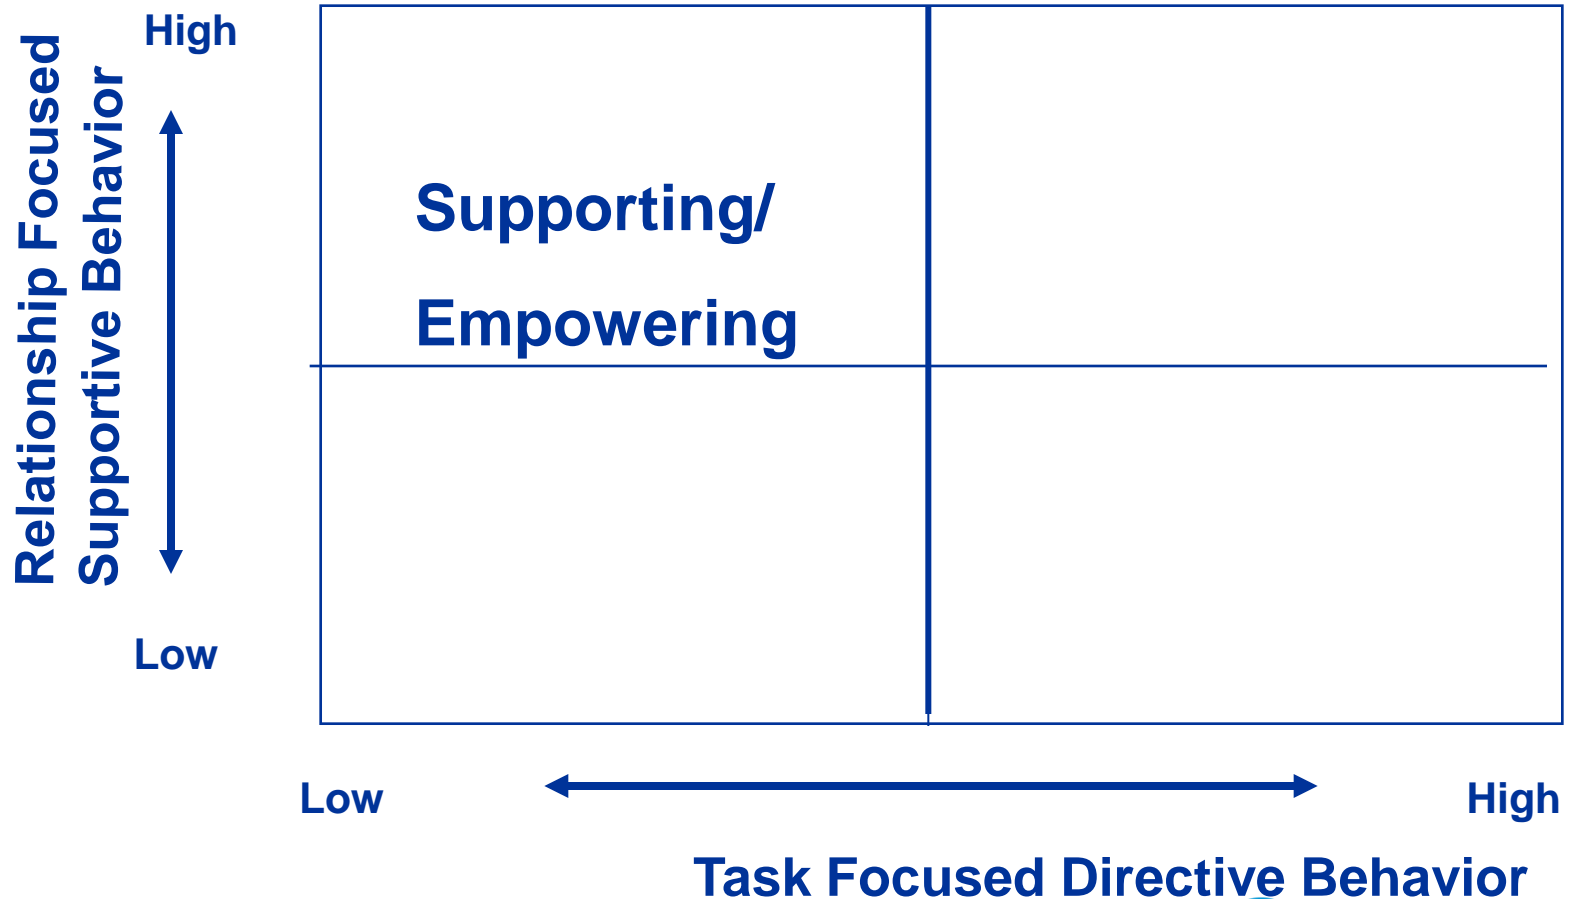 High
Relationship Focused
Supportive Behavior
Supporting/
Empowering
Low
Low
High
Task Focused Directive Behavior